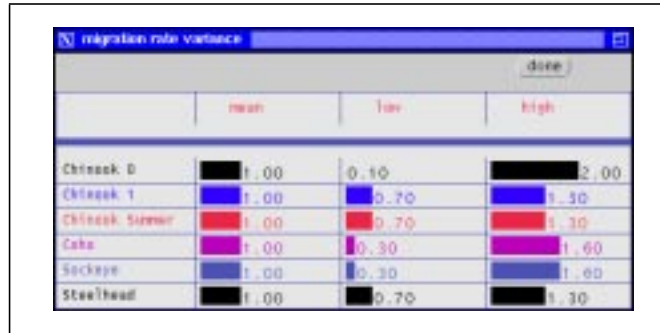 migration rate variance
done
mean low high
Chinook 0 1.00 0.10 2.00
Chinook 1 1.00 0.70 1.30
Chinook Summer 1.00 0.70 1.30
Coho 1.00 0.30 1.60
Sockeye 1.00 0.30 1.60
Steelhead 1.00 0.70 1.30